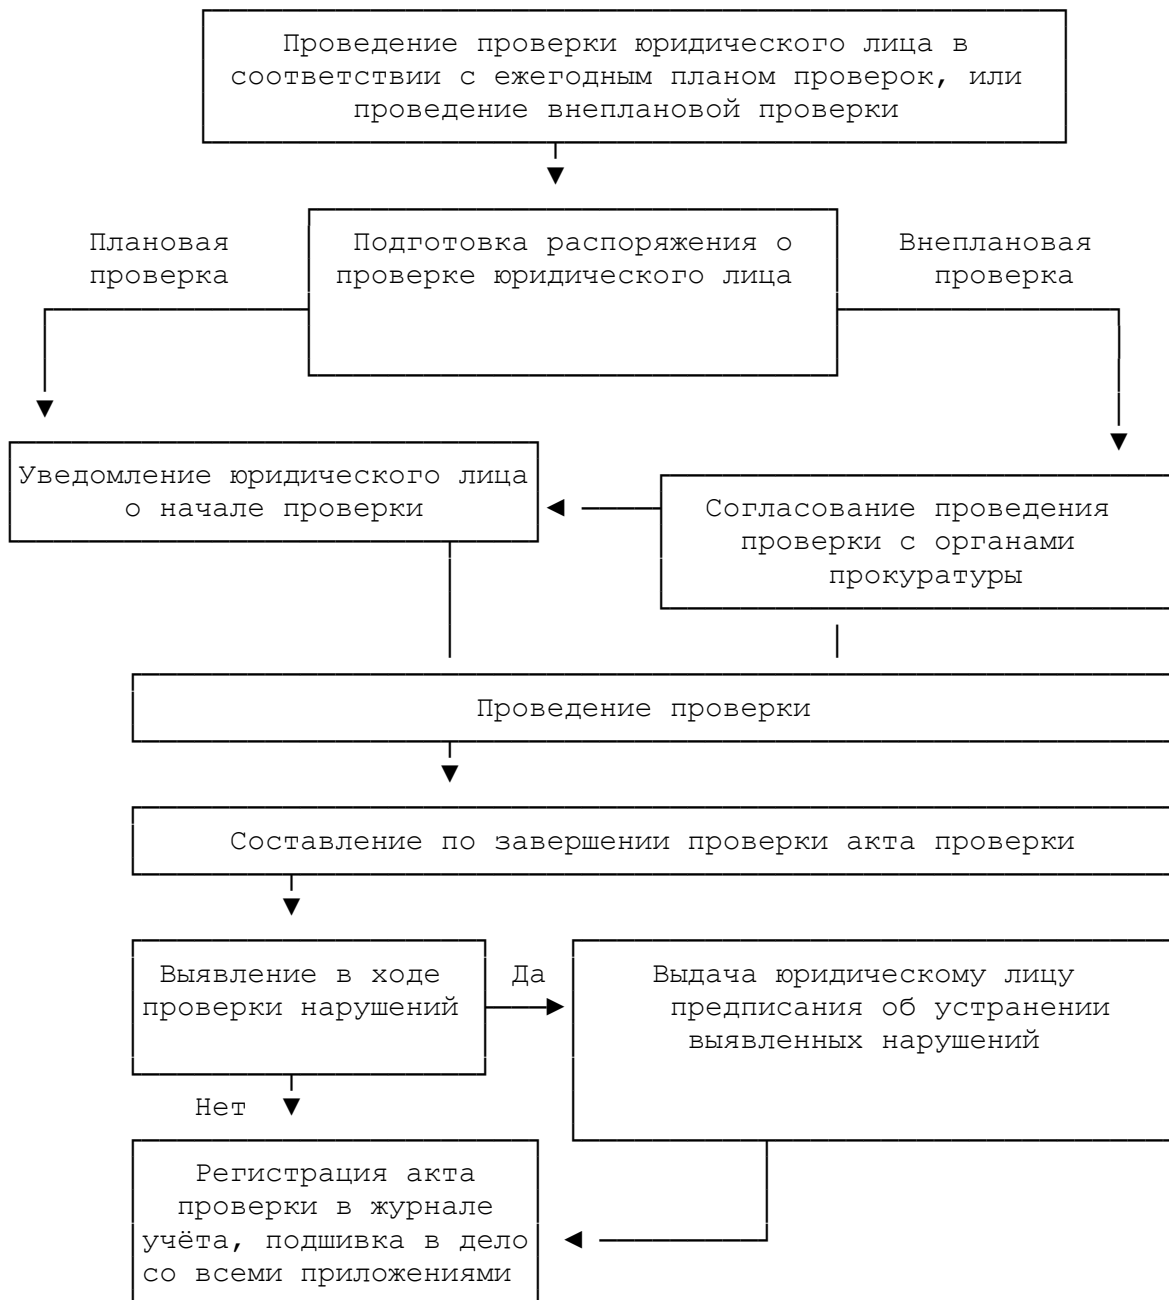 Проведение проверки юридического лица в
соответствии с ежегодным планом проверок, или
проведение внеплановой проверки
Плановая
проверка
Подготовка распоряжения о
проверке юридического лица
Внеплановая
проверка
Уведомление юридического лица
о начале проверки
Согласование проведения
проверки с органами
прокуратуры
Проведение проверки
Составление по завершении проверки акта проверки
Выявление в ходе
проверки нарушений
Да
Выдача юридическому лицу
предписания об устранении
выявленных нарушений
Нет
Регистрация акта
проверки в журнале
учёта, подшивка в дело
со всеми приложениями